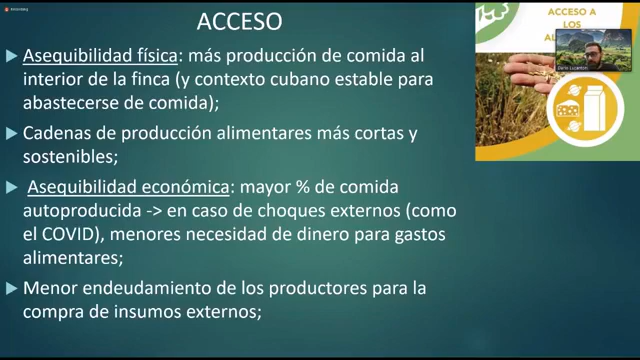 ACCESO
Asequibilidad física: más producción de comida al
interior de la finca (y contexto cubano estable para
abastecerse de comida);
Cadenas de producción alimentares más cortas y
sostenibles;
Asequibilidad económica: mayor % de comida
autoproducida -> en caso de choques externos (como
el COVID), menores necesidad de dinero para gastos
alimentares;
Menor endeudamiento de los productores para la
compra de insumos externos;
ACCESO A
LOS